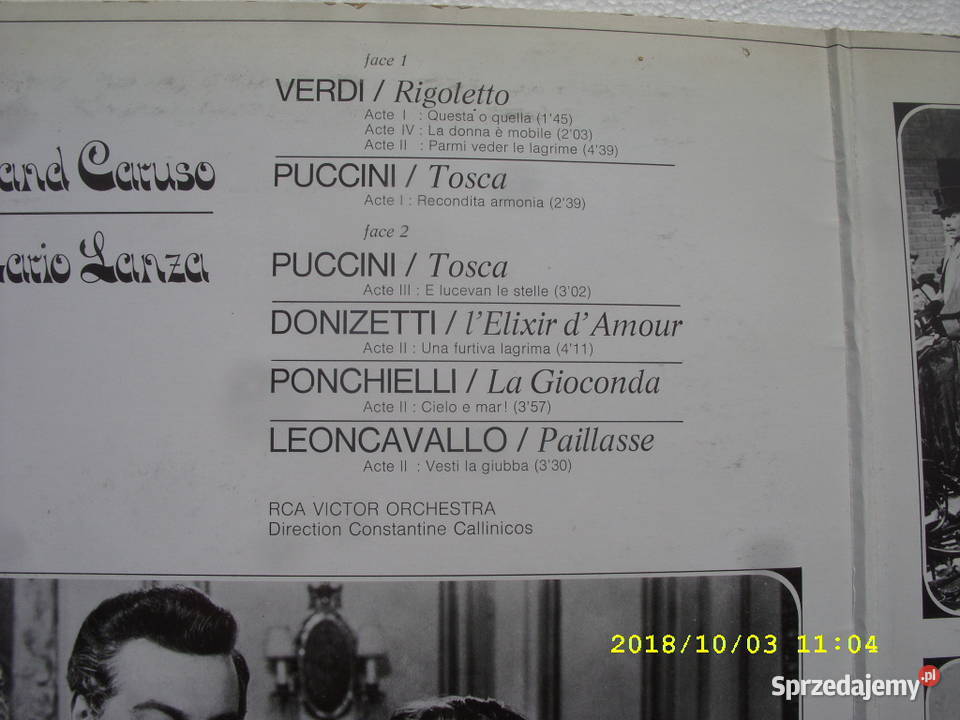 and Caruso
ario Lanza
face 1
VERDI / Rigoletto
Acte I : Questa o quella (1'45)
Acte IV : La donna è mobile (2'03)
Acte II : Parmi veder le lagrime (4'39)
PUCCINI / Tosca
Acte I : Recondita armonia (2'39)
face 2
PUCCINI / Tosca
Acte III : E lucevan le stelle (3'02)
DONIZETTI / l'Elixir d'Amour
Acte II : Una furtiva lagrima (4'11)
PONCHIELLI / La Gioconda
Acte II : Cielo e mar! (3'57)
LEONCAVALLO / Paillasse
Acte II : Vesti la giubba (3'30)
RCA VICTOR ORCHESTRA
Direction Constantine Callinicos
2018/10/03 11:04
Sprzedajemy.pl